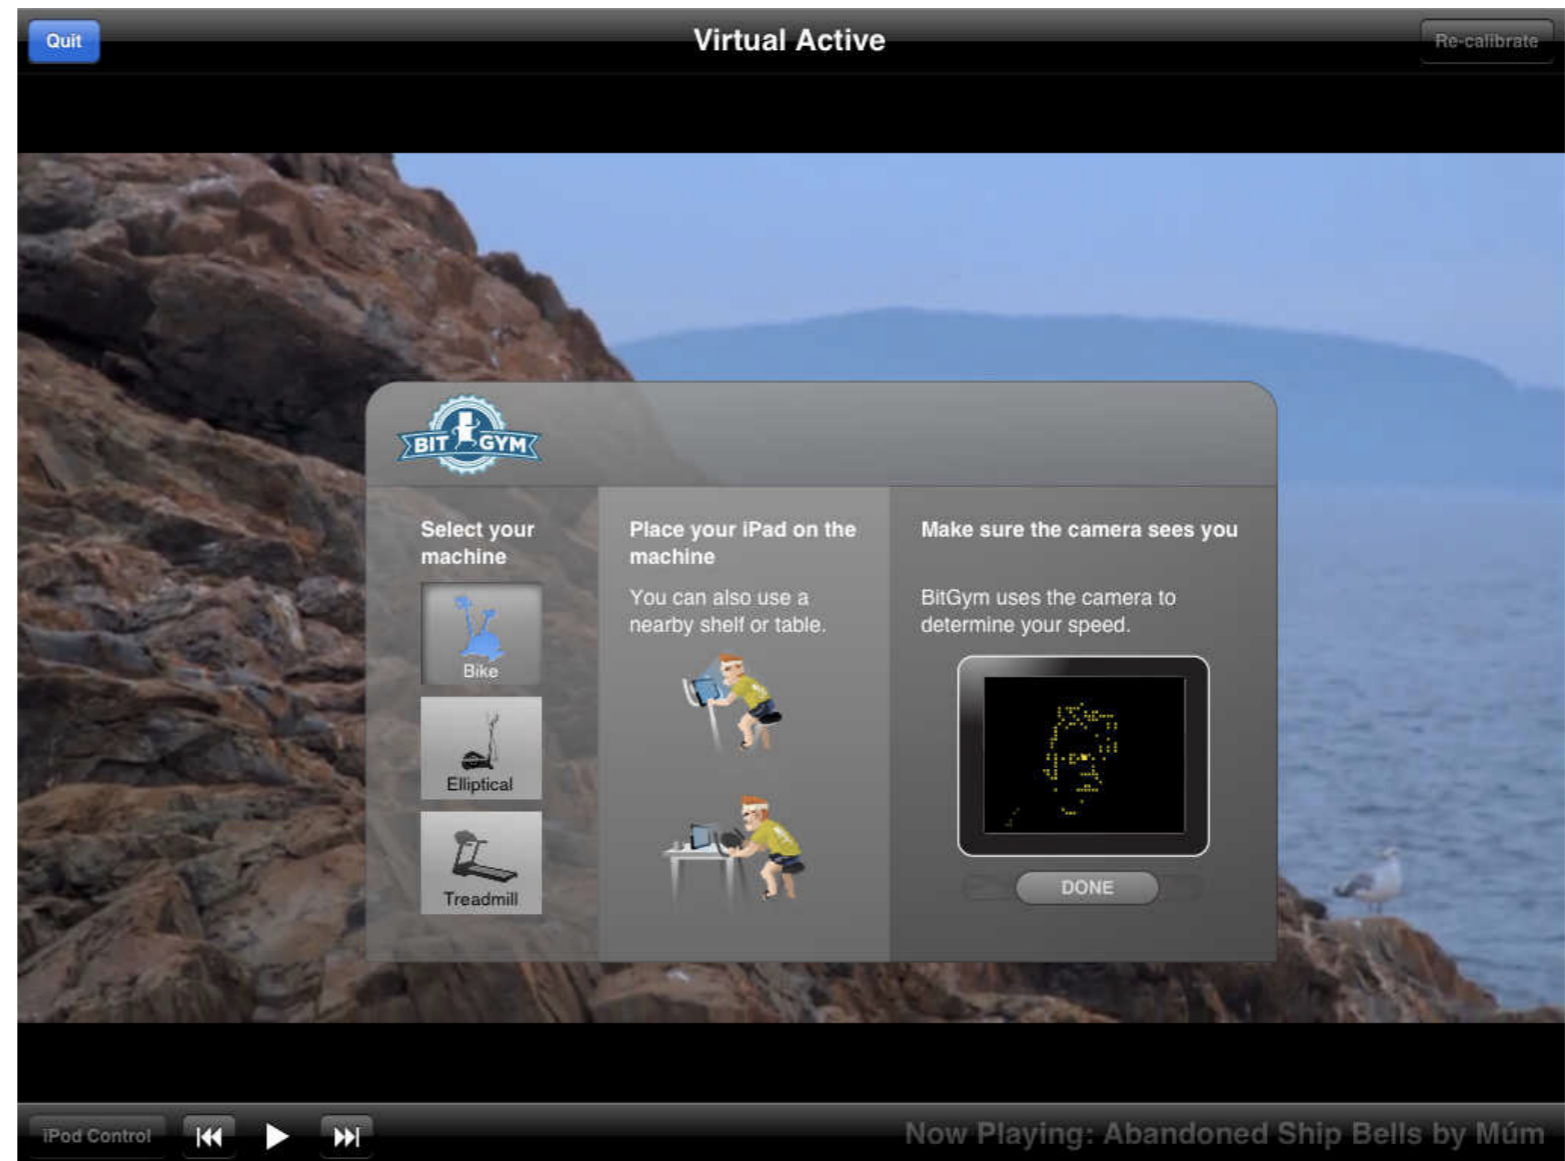 Quit
Virtual Active
Re-calibrate
BIT GYM
Select your
machine
Bike
Elliptical
Treadmill
Place your iPad on the
machine
You can also use a
nearby shelf or table.
Make sure the camera sees you
BitGym uses the camera to
determine your speed.
DONE
iPod Control
Now Playing: Abandoned Ship Bells by Múm